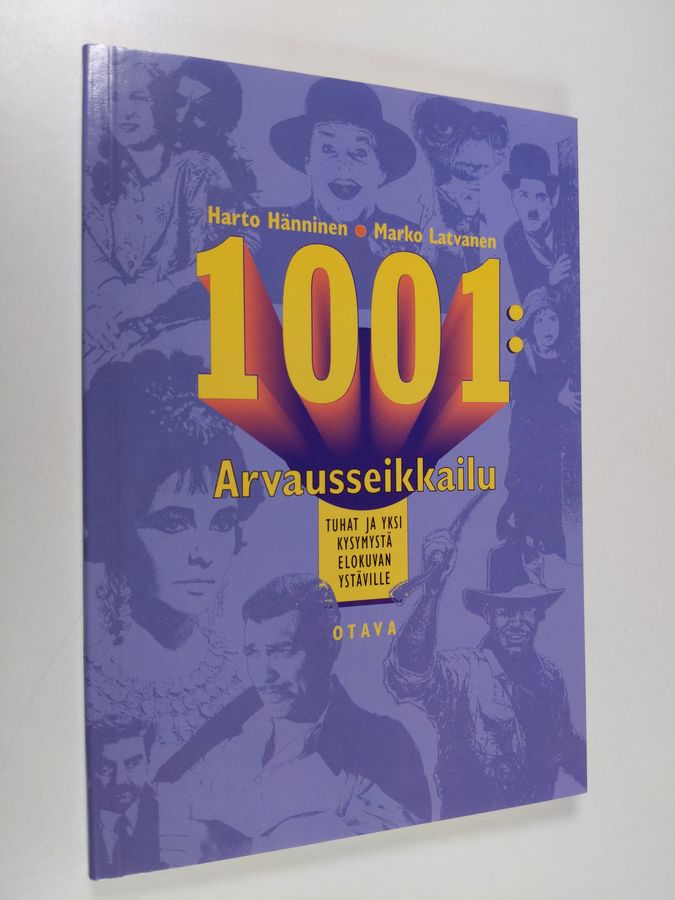 Harto Hänninen • Marko Latvanen
1001:
Arvausseikkailu
TUHAT JA YKSI
KYSYMYSTÄ
ELOKUVAN
YSTÄVILLE
OTAVA